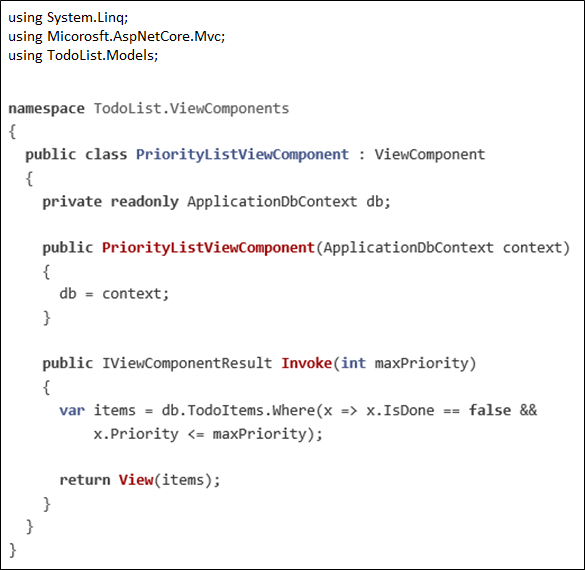 using System.Linq;
using Micorosft.AspNetCore.Mvc;
using TodoList.Models;
namespace TodoList.ViewComponents
{
public class PriorityListViewComponent : ViewComponent
{
private readonly ApplicationDbContext db;
public PriorityListViewComponent(ApplicationDbContext context)
{
db = context;
}
public IViewComponentResult Invoke(int maxPriority)
{
var items = db.TodoItems.Where(x => x.IsDone == false &&
x.Priority <= maxPriority);
return View(items);
}
}
}